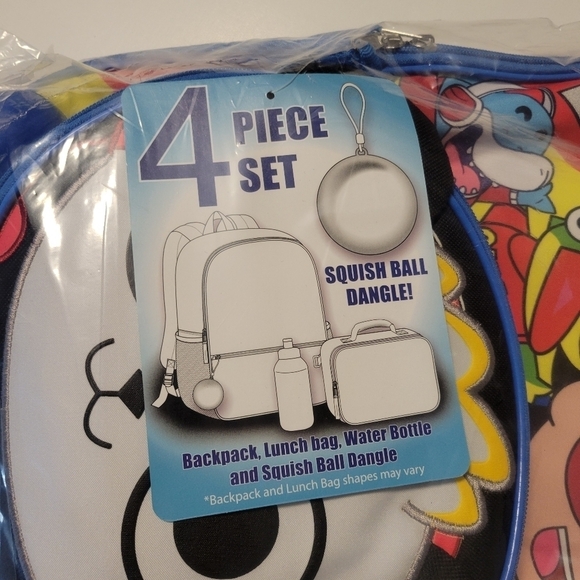 4 PIECE
SET
SQUISH BALL
DANGLE!
Backpack, Lunch bag, Water Bottle
and Squish Ball Dangle
*Backpack and Lunch Bag shapes may vary